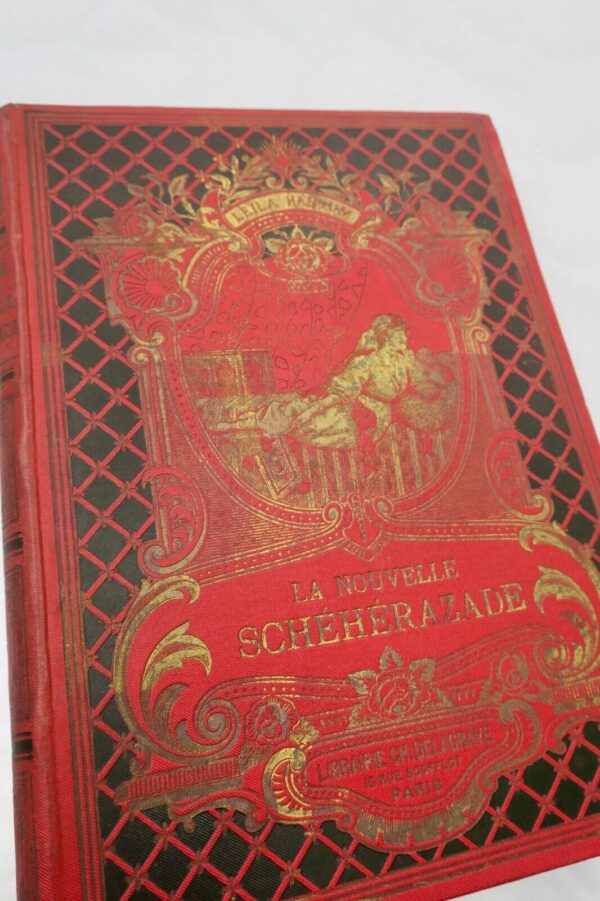 LEILA HANOUM
LA NOUVELLE
SCHÉHÉRAZADE
LIBRAIRIE CH. DELAGRAVE
15 RUE SOUFFLOT
PARIS